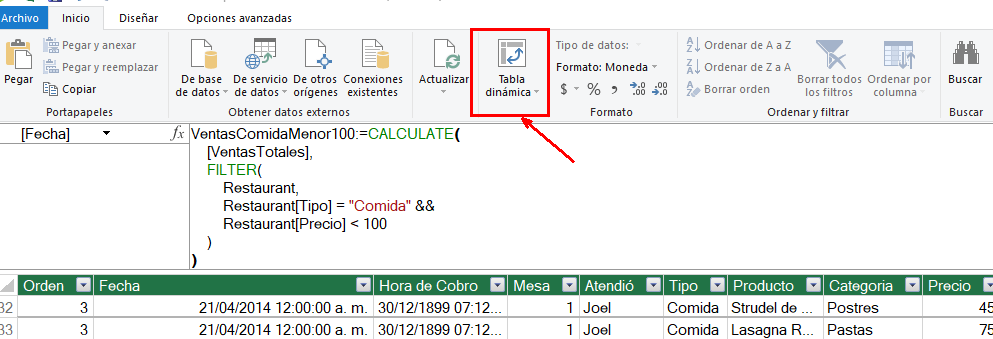 Archivo Inicio Diseñar Opciones avanzadas
Pegar y anexar
Pegar y reemplazar
Pegar Copiar
Portapapeles
De base de datos
De servicio de datos
De otros orígenes
Conexiones existentes
Obtener datos externos
Actualizar
Tabla dinámica
Tipo de datos:
Formato: Moneda
$ % , .00 .00
Formato
Ordenar de A a Z
Ordenar de Z a A
Borrar orden
Borrar todos los filtros
Ordenar por columna
Ordenar y filtrar
Buscar
Buscar
[Fecha] fx VentasComidaMenor100:=CALCULATE(
[VentasTotales],
FILTER(
Restaurant,
Restaurant[Tipo] = "Comida" &&
Restaurant[Precio] < 100
)
)
Orden Fecha Hora de Cobro Mesa Atendió Tipo Producto Categoria Precio
32 3 21/04/2014 12:00:00 a. m. 30/12/1899 07:12... 1 Joel Comida Strudel de ... Postres 45
33 3 21/04/2014 12:00:00 a. m. 30/12/1899 07:12... 1 Joel Comida Lasagna R... Pastas 75